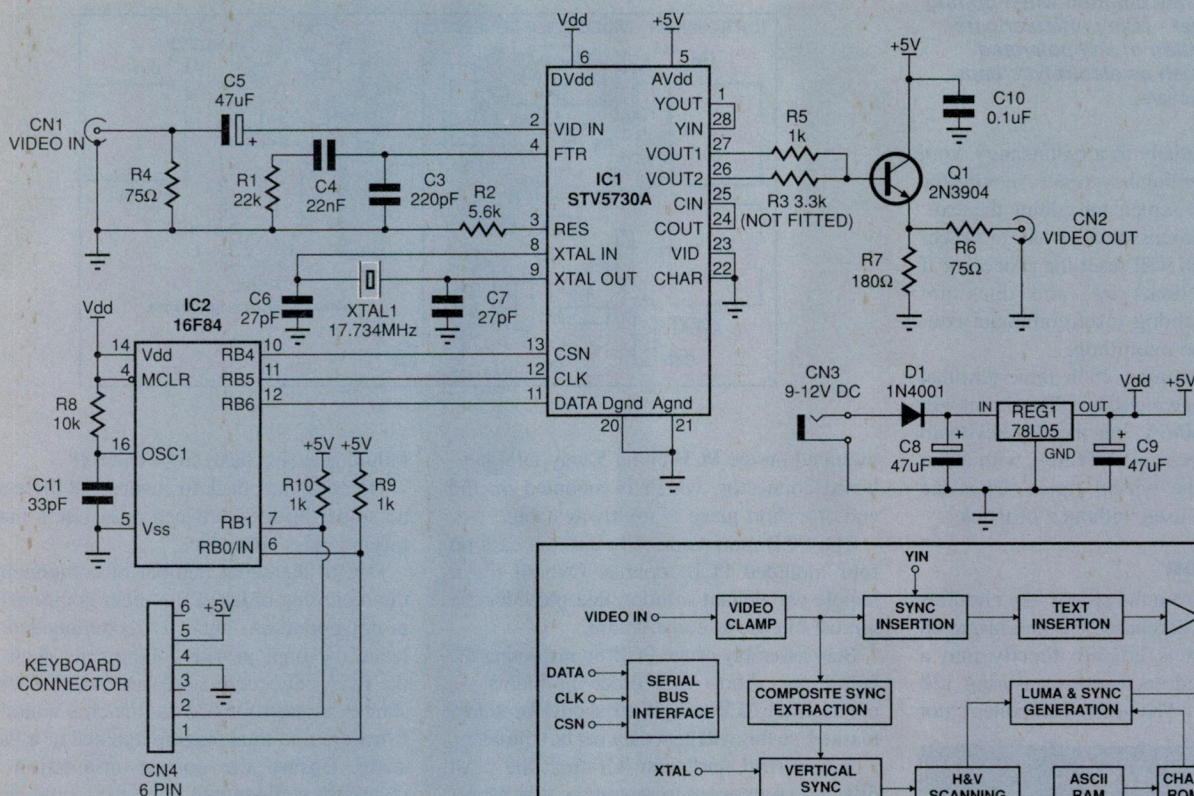 Vdd
+5V
6
5
DVdd
AVdd
CN1
VIDEO IN
C5
47uF
+
R4
75Ω
R1
22k
C4
22nF
C3
220pF
R2
5.6k
2
VID IN
4
FTR
3
RES
8
XTAL IN
9
XTAL OUT
13
CSN
12
CLK
11
DATA
Dgnd
Agnd
20
21
IC1
STV5730A
YOUT
1
YIN
28
VOUT1
27
VOUT2
26
CIN
25
COUT
24
VID
23
CHAR
22
R5
1k
R3 3.3k
(NOT FITTED)
+5V
C10
0.1uF
Q1
2N3904
CN2
VIDEO OUT
R6
75Ω
R7
180Ω
C6
27pF
XTAL1
17.734MHz
C7
27pF
Vdd
IC2
16F84
14
Vdd
4
MCLR
16
OSC1
5
Vss
RB4
10
RB5
11
RB6
12
RB1
7
RB0/IN
6
R8
10k
C11
33pF
+5V
+5V
R10
1k
R9
1k
CN3
9-12V DC
D1
1N4001
IN
REG1
78L05
OUT
GND
Vdd
+5V
+
C8
47uF
+
C9
47uF
KEYBOARD
CONNECTOR
6
5
4
3
2
1
+5V
CN4
6 PIN
YIN
VIDEO IN
VIDEO
CLAMP
SYNC
INSERTION
TEXT
INSERTION
DATA
CLK
CSN
SERIAL
BUS
INTERFACE
COMPOSITE SYNC
EXTRACTION
LUMA & SYNC
GENERATION
XTAL
VERTICAL
SYNC
H&V
SCANNING
ASCII
RAM